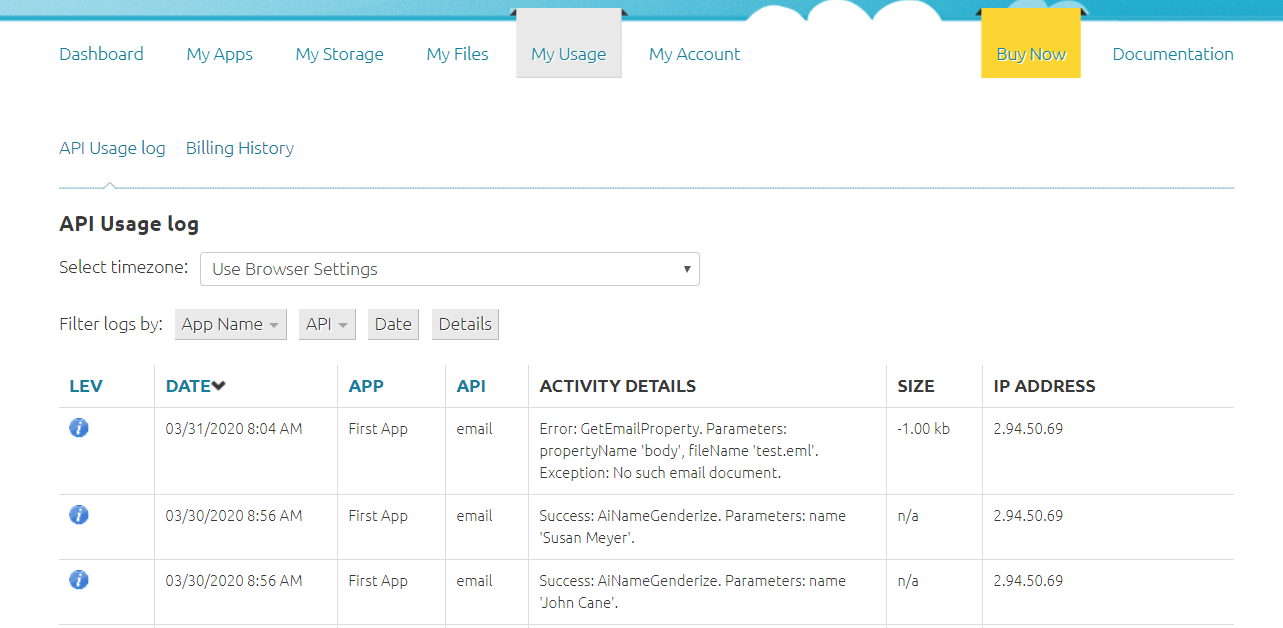 Dashboard My Apps My Storage My Files My Usage My Account Buy Now Documentation
API Usage log Billing History
API Usage log
Select timezone: Use Browser Settings
Filter logs by: App Name API Date Details
LEV DATE APP API ACTIVITY DETAILS SIZE IP ADDRESS
03/31/2020 8:04 AM First App email Error: GetEmailProperty. Parameters: -1.00 kb 2.94.50.69
propertyName 'body', fileName 'test.eml'.
Exception: No such email document.
03/30/2020 8:56 AM First App email Success: AiNameGenderize. Parameters: name n/a 2.94.50.69
'Susan Meyer'.
03/30/2020 8:56 AM First App email Success: AiNameGenderize. Parameters: name n/a 2.94.50.69
'John Cane'.